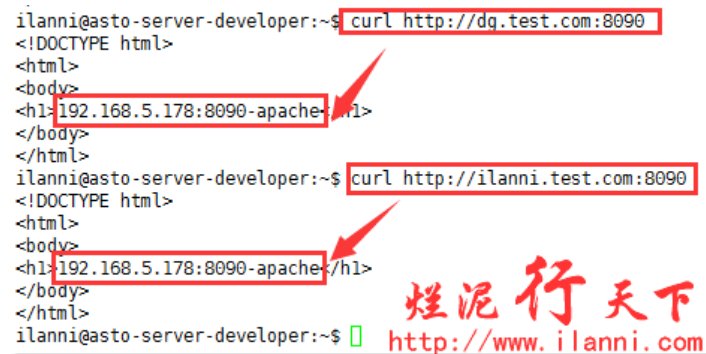 ilanni@asto-server-developer:~$ curl http://dg.test.com:8090
<!DOCTYPE html>
<html>
<body>
<h1>192.168.5.178:8090-apache</h1>
</body>
</html>
ilanni@asto-server-developer:~$ curl http://ilanni.test.com:8090
<!DOCTYPE html>
<html>
<body>
<h1>192.168.5.178:8090-apache</h1>
</body>
</html>
ilanni@asto-server-developer:~$
烂泥行天下
http://www.ilanni.com